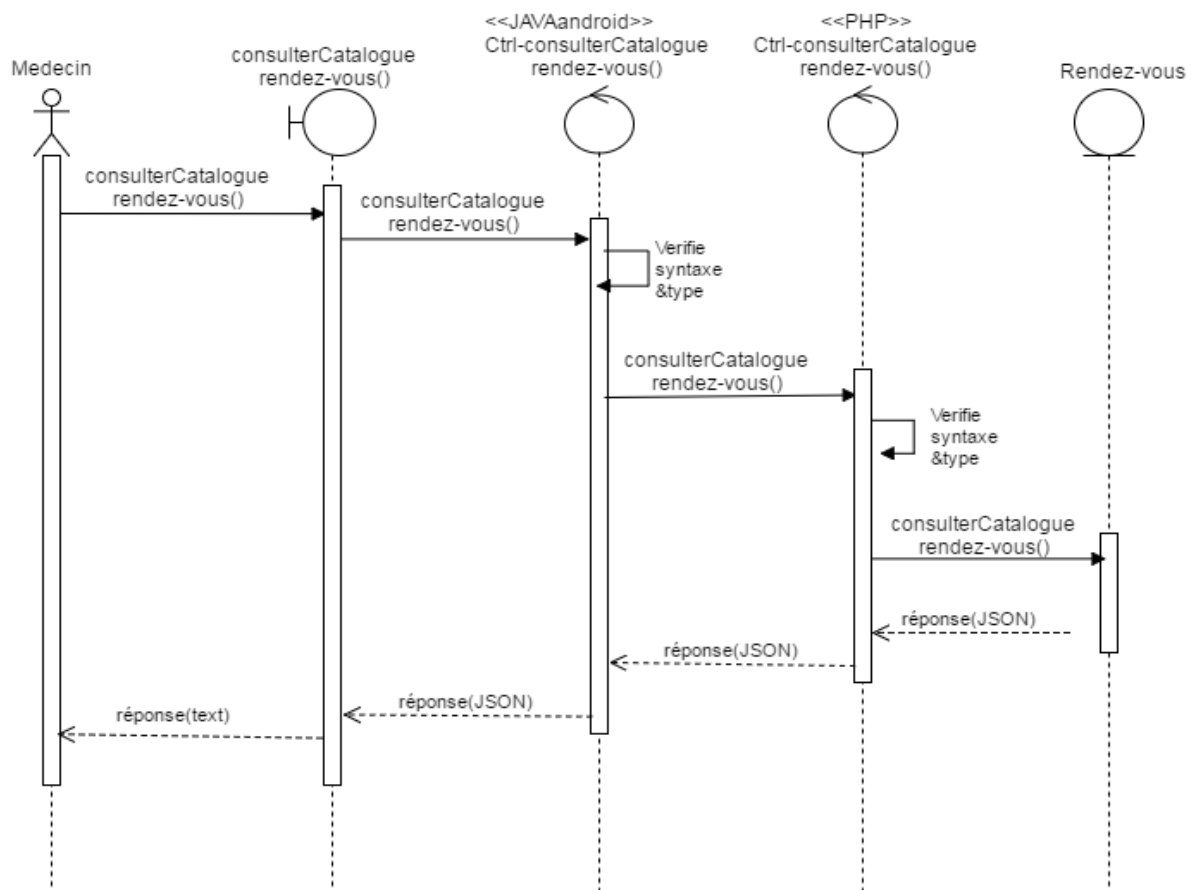 <<JAVAandroid>>
Ctrl-consulterCatalogue
rendez-vous()
<<PHP>>
Ctrl-consulterCatalogue
rendez-vous()
consulterCatalogue
rendez-vous()
Medecin
Rendez-vous
consulterCatalogue
rendez-vous()
consulterCatalogue
rendez-vous()
Verifie
syntaxe
&type
consulterCatalogue
rendez-vous()
Verifie
syntaxe
&type
consulterCatalogue
rendez-vous()
réponse(JSON)
réponse(JSON)
réponse(JSON)
réponse(text)